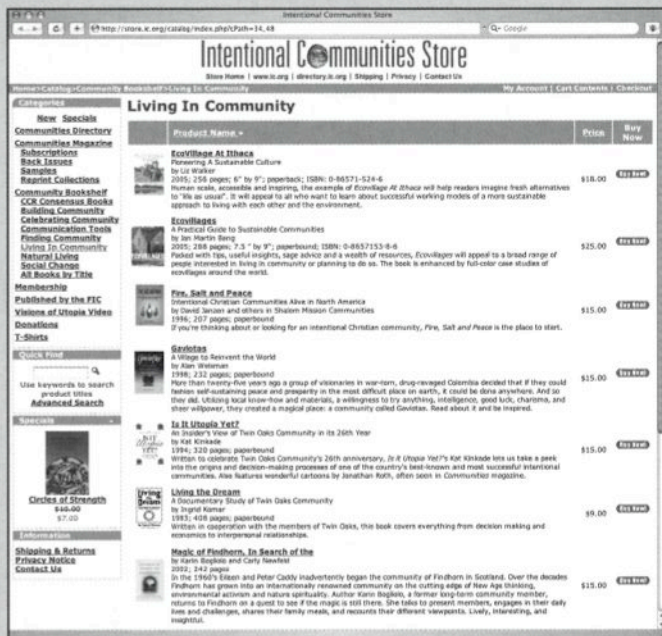 Intentional Communities Store
http://store.ic.org/catalog/index.php?cPath=34_48
Google
Intentional Communities Store
Store Home | www.ic.org | directory.ic.org | Shipping | Privacy | Contact Us
Home>Catalog>Community Bookshelf>Living In Community
My Account | Cart Contents | Checkout
Categories
New Specials
Communities Directory
Communities Magazine
Subscriptions
Back Issues
Samples
Reprint Collections
Community Bookshelf
CCR Consensus Books
Building Community
Celebrating Community
Communication Tools
Finding Community
Living In Community
Natural Living
Social Change
All Books by Title
Membership
Published by the FIC
Visions of Utopia Video
Donations
T-Shirts
Quick Find
Use keywords to search
product titles
Advanced Search
Specials
Circles of Strength
$10.00
$7.00
Information
Shipping & Returns
Privacy Notice
Contact Us
Living In Community
Product Name
Price
Buy
Now
EcoVillage At Ithaca
Pioneering A Sustainable Culture
by Liz Walker
2005; 256 pages; 6" by 9"; paperback; ISBN: 0-86571-524-6
Human scale, accessible and inspiring, the example of Ecovillage At Ithaca will help readers imagine fresh alternatives
to "life as usual". It will appeal to all who want to learn about successful working models of a more sustainable
approach to living with each other and the environment.
$18.00
Buy Now!
Ecovillages
A Practical Guide to Sustainable Communities
by Jan Martin Bang
2005; 288 pages; 7.5 " by 9"; paperbound; ISBN: 0-8657153-8-6
Packed with tips, useful insights, sage advice and a wealth of resources, Ecovillages will appeal to a broad range of
people interested in living in community or planning to do so. The book is enhanced by full-color case studies of
ecovillages around the world.
$25.00
Buy Now!
Fire, Salt and Peace
Intentional Christian Communities Alive in North America
by David Janzen and others in Shalom Mission Communities
1996; 207 pages; paperbound
If you're thinking about or looking for an intentional Christian community, Fire, Salt and Peace is the place to start.
$15.00
Buy Now!
Gaviotas
A Village to Reinvent the World
by Alan Weisman
1998; 232 pages; paperbound
More than twenty-five years ago a group of visionaries in war-torn, drug-ravaged Colombia decided that if they could
fashion self-sustaining peace and prosperity in the most difficult place on earth, it could be done anywhere. And so
they did. Utilizing local know-how and materials, a willingness to try anything, intelligence, good luck, charisma, and
sheer willpower, they created a magical place: a community called Gaviotas. Read about it and be inspired.
$15.00
Buy Now!
Is It Utopia Yet?
An Insider's View of Twin Oaks Community in its 26th Year
by Kat Kinkade
1994; 320 pages; paperbound
Written to celebrate Twin Oaks Community's 26th anniversary, Is it Utopia Yet?'s Kat Kinkade lets us take a peek
into the origins and decision-making processes of one of the country's best-known and most successful intentional
communities. Also features wonderful cartoons by Jonathan Roth, often seen in Communities magazine.
$15.00
Buy Now!
Living the Dream
A Documentary Study of Twin Oaks Community
by Ingrid Komar
1983; 408 pages; paperbound
Written in cooperation with the members of Twin Oaks, this book covers everything from decision making and
economics to interpersonal relationships.
$9.00
Buy Now!
Magic of Findhorn, In Search of the
by Karin Bogliolo and Carly Newfeld
2002; 242 pages
In the 1960's Eileen and Peter Caddy inadvertently began the community of Findhorn in Scotland. Over the decades
Findhorn has grown into an internationally renowned community on the cutting edge of New Age thinking,
environmental activism and nature spirituality. Author Karin Bogliolo, a former long-term community member,
returns to Findhorn on a quest to see if the magic is still there. She talks to present members, engages in their daily
lives and challenges, shares their family meals, and recounts their different viewpoints. Lively, interesting, and
insightful.
$15.00
Buy Now!